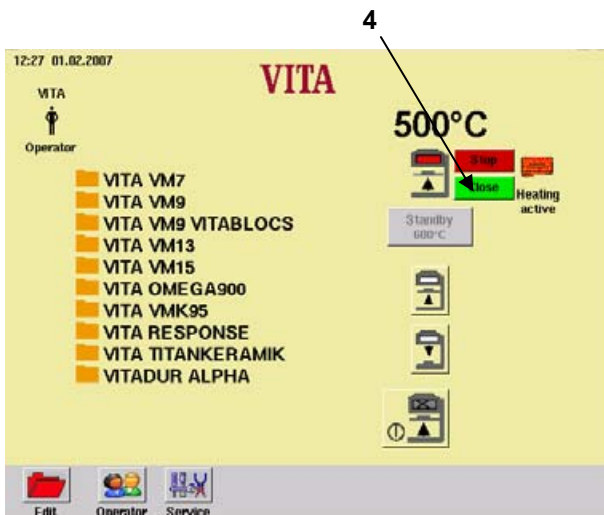 4
12:27 01.02.2007
VITA
VITA
Operator
500°C
Stop
Close
Heating
active
Standby
600°C
VITA VM7
VITA VM9
VITA VM9 VITABLOCS
VITA VM13
VITA VM15
VITA OMEGA900
VITA VMK95
VITA RESPONSE
VITA TITANKERAMIK
VITADUR ALPHA
Edit
Operator
Service